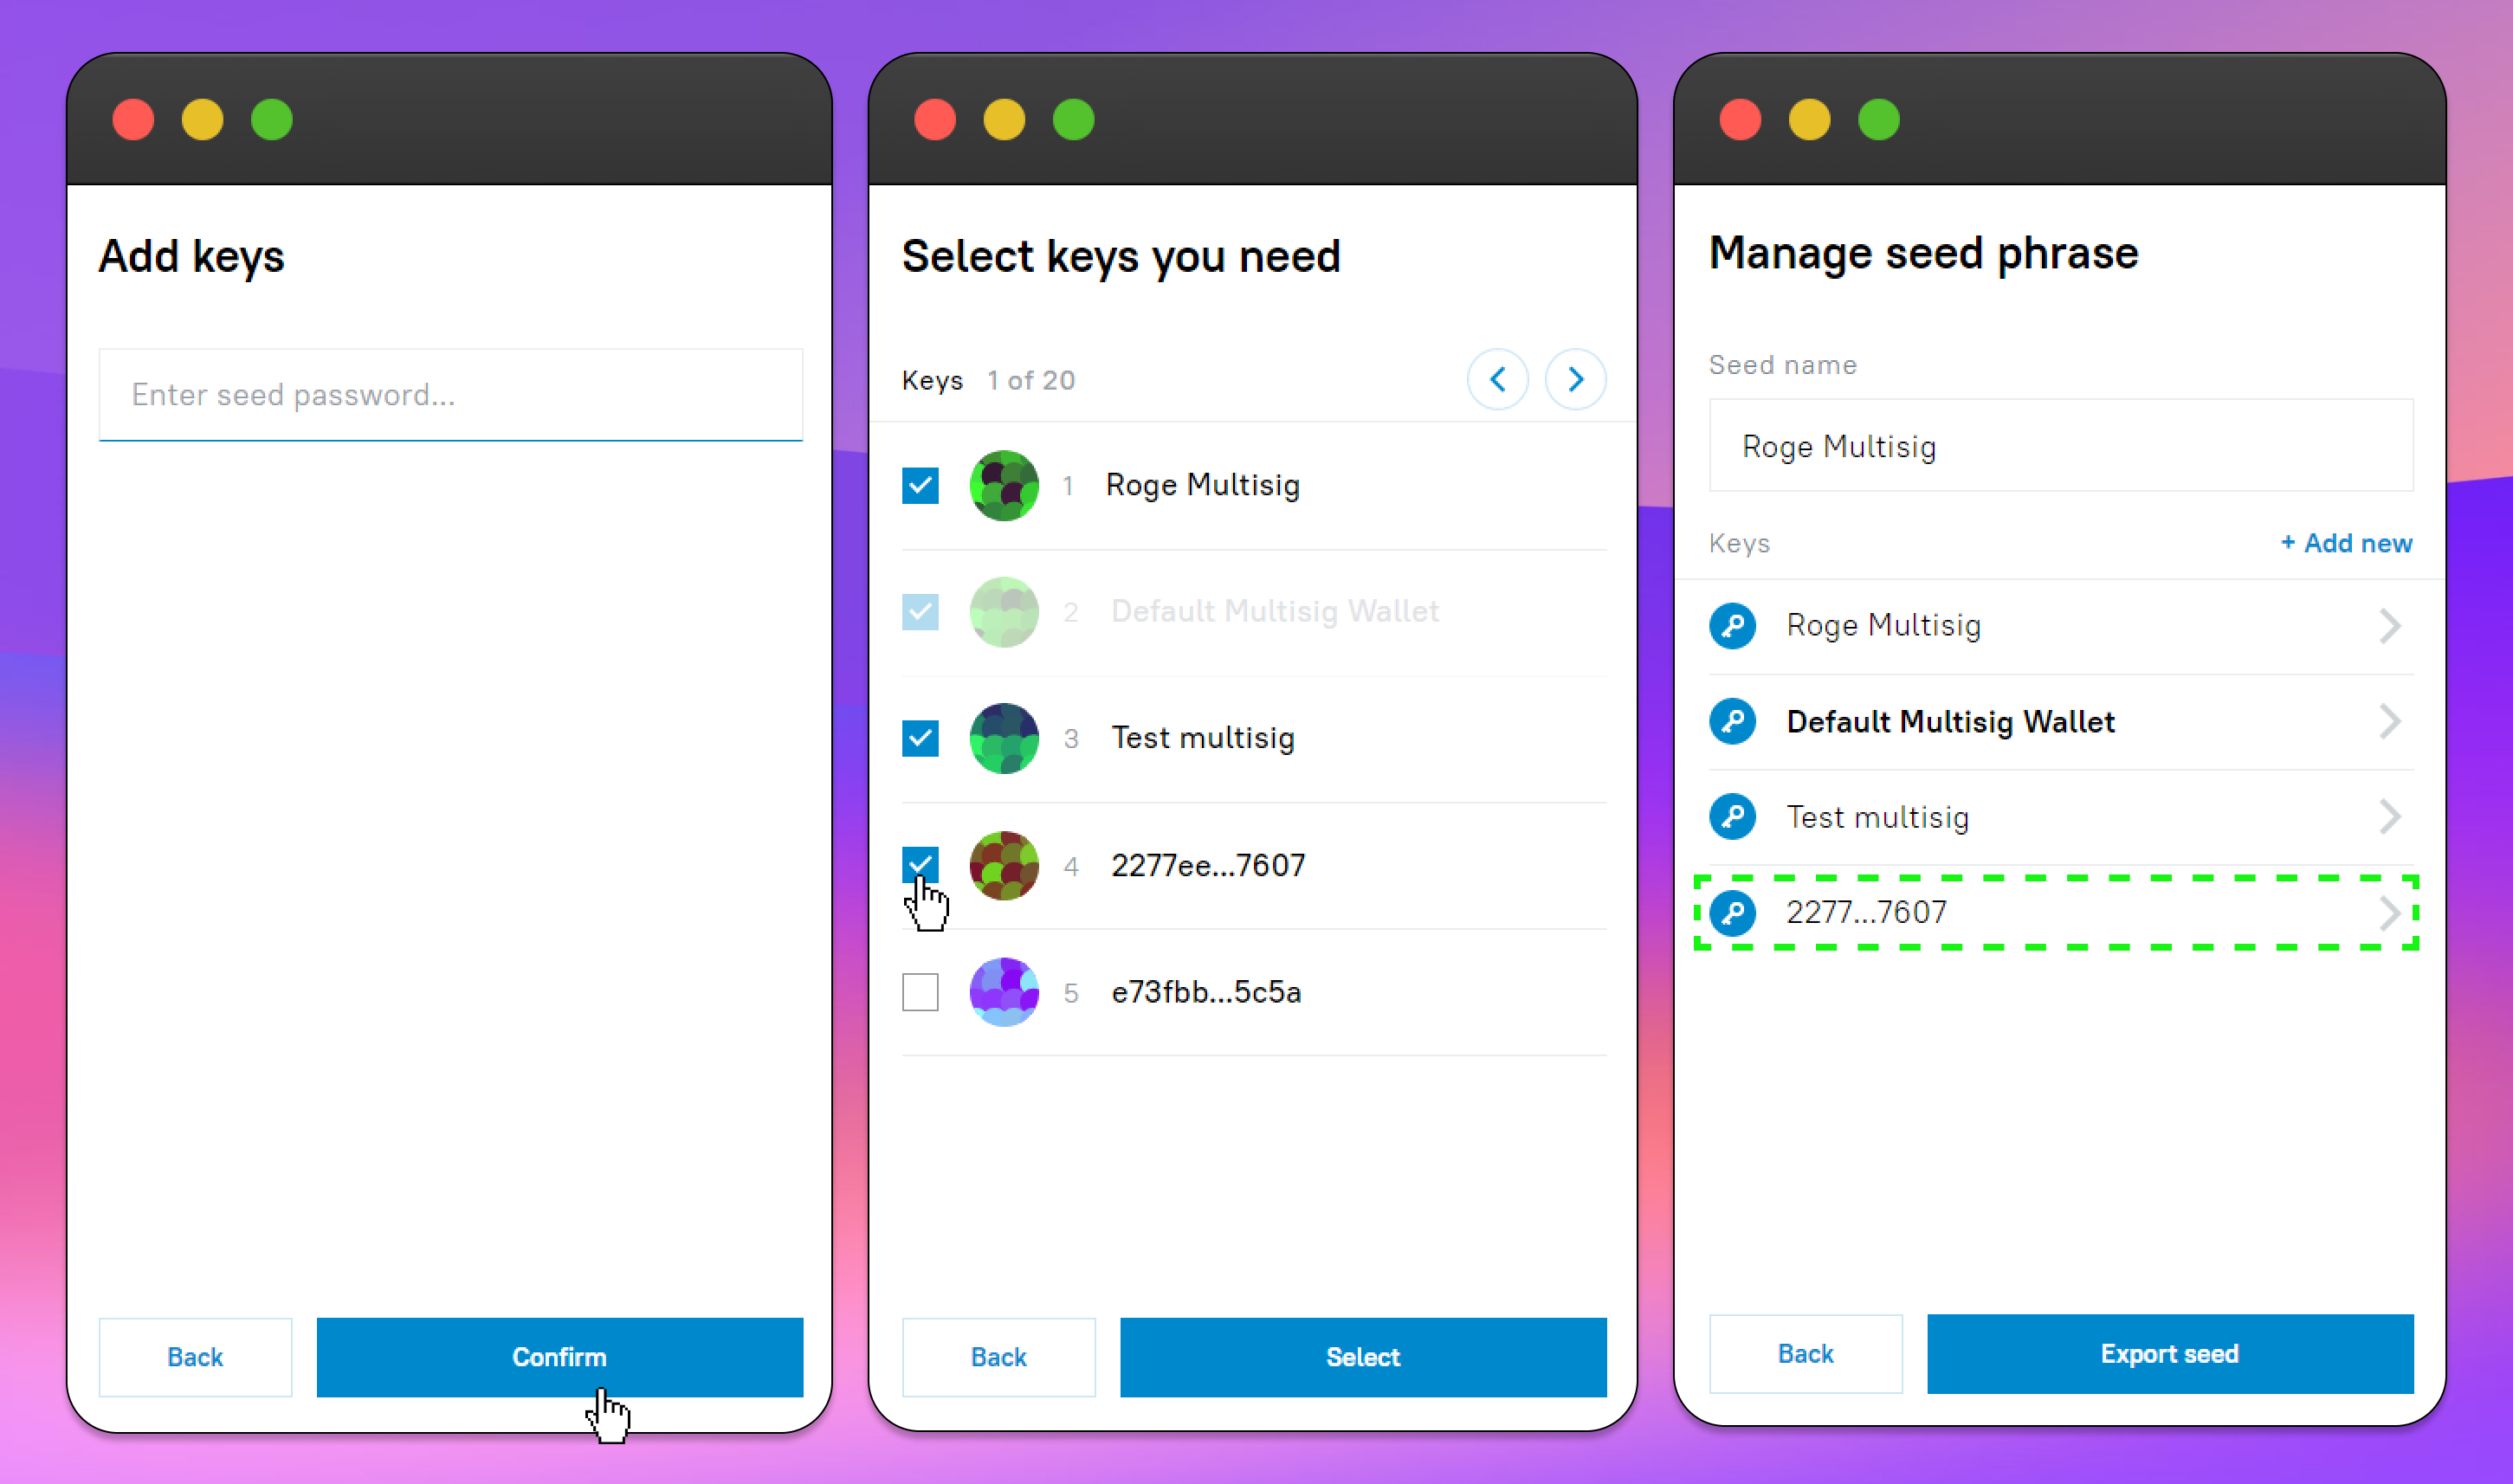 Add keys
Enter seed password...
Back
Confirm
Select keys you need
Keys 1 of 20
1 Roge Multisig
2 Default Multisig Wallet
3 Test multisig
4 2277ee...7607
5 e73fbb...5c5a
Back
Select
Manage seed phrase
Seed name
Roge Multisig
Keys + Add new
Roge Multisig
Default Multisig Wallet
Test multisig
2277...7607
Back
Export seed